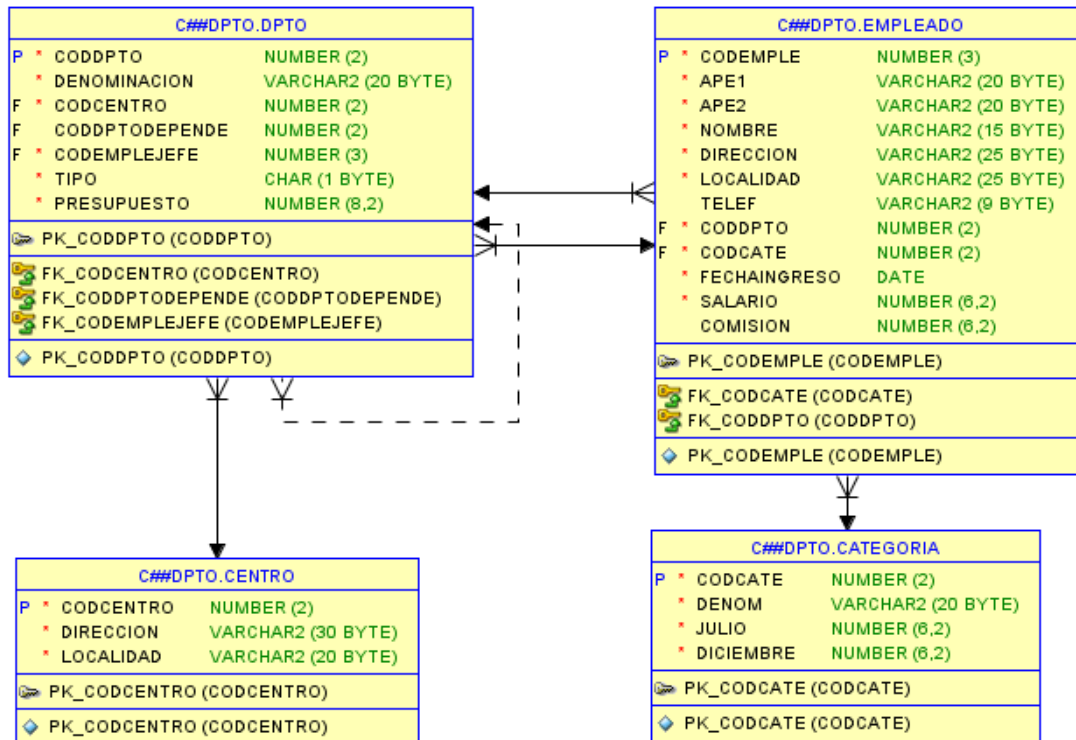 C##DPTO.DPTO
P * CODDPTO NUMBER (2)
* DENOMINACION VARCHAR2 (20 BYTE)
F * CODCENTRO NUMBER (2)
F CODDPTODEPENDE NUMBER (2)
F * CODEMPLEJEFE NUMBER (3)
* TIPO CHAR (1 BYTE)
* PRESUPUESTO NUMBER (8,2)
PK_CODDPTO (CODDPTO)
FK_CODCENTRO (CODCENTRO)
FK_CODDPTODEPENDE (CODDPTODEPENDE)
FK_CODEMPLEJEFE (CODEMPLEJEFE)
PK_CODDPTO (CODDPTO)
C##DPTO.EMPLEADO
P * CODEMPLE NUMBER (3)
* APE1 VARCHAR2 (20 BYTE)
* APE2 VARCHAR2 (20 BYTE)
* NOMBRE VARCHAR2 (15 BYTE)
* DIRECCION VARCHAR2 (25 BYTE)
* LOCALIDAD VARCHAR2 (25 BYTE)
TELEF VARCHAR2 (9 BYTE)
F * CODDPTO NUMBER (2)
F * CODCATE NUMBER (2)
* FECHAINGRESO DATE
* SALARIO NUMBER (6,2)
COMISION NUMBER (6,2)
PK_CODEMPLE (CODEMPLE)
FK_CODCATE (CODCATE)
FK_CODDPTO (CODDPTO)
PK_CODEMPLE (CODEMPLE)
C##DPTO.CENTRO
P * CODCENTRO NUMBER (2)
* DIRECCION VARCHAR2 (30 BYTE)
* LOCALIDAD VARCHAR2 (20 BYTE)
PK_CODCENTRO (CODCENTRO)
PK_CODCENTRO (CODCENTRO)
C##DPTO.CATEGORIA
P * CODCATE NUMBER (2)
* DENOM VARCHAR2 (20 BYTE)
* JULIO NUMBER (6,2)
* DICIEMBRE NUMBER (6,2)
PK_CODCATE (CODCATE)
PK_CODCATE (CODCATE)